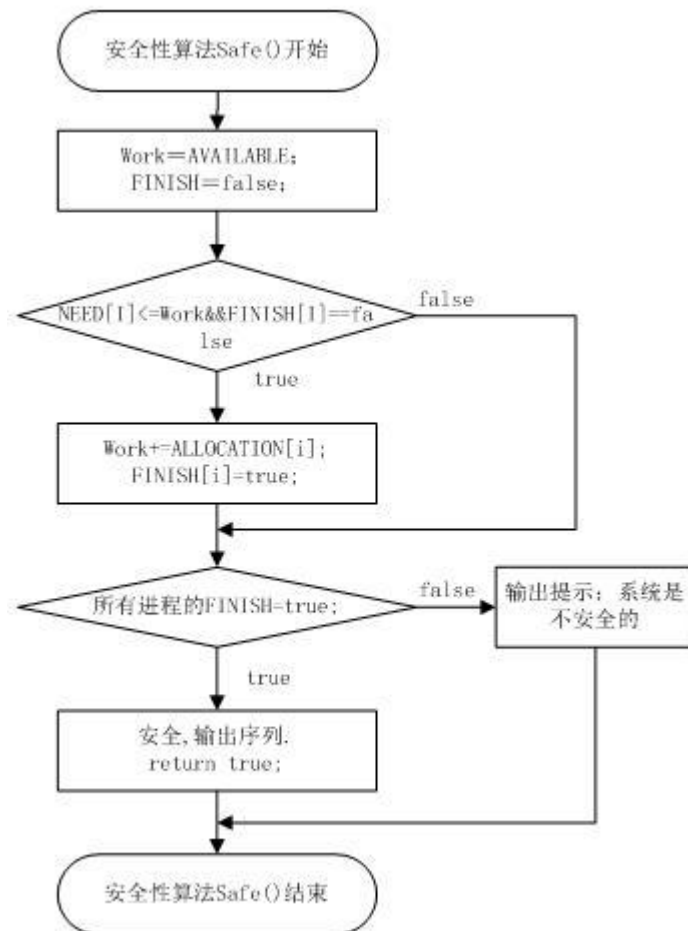 安全性算法Safe()开始
Work=AVAILABLE;
FINISH=false;
NEED[I]<=Work&&FINISH[I]==fa
lse
false
true
Work+=ALLOCATION[i];
FINISH[i]=true;
所有进程的FINISH=true;
false
输出提示：系统是
不安全的
true
安全,输出序列.
return true;
安全性算法Safe()结束